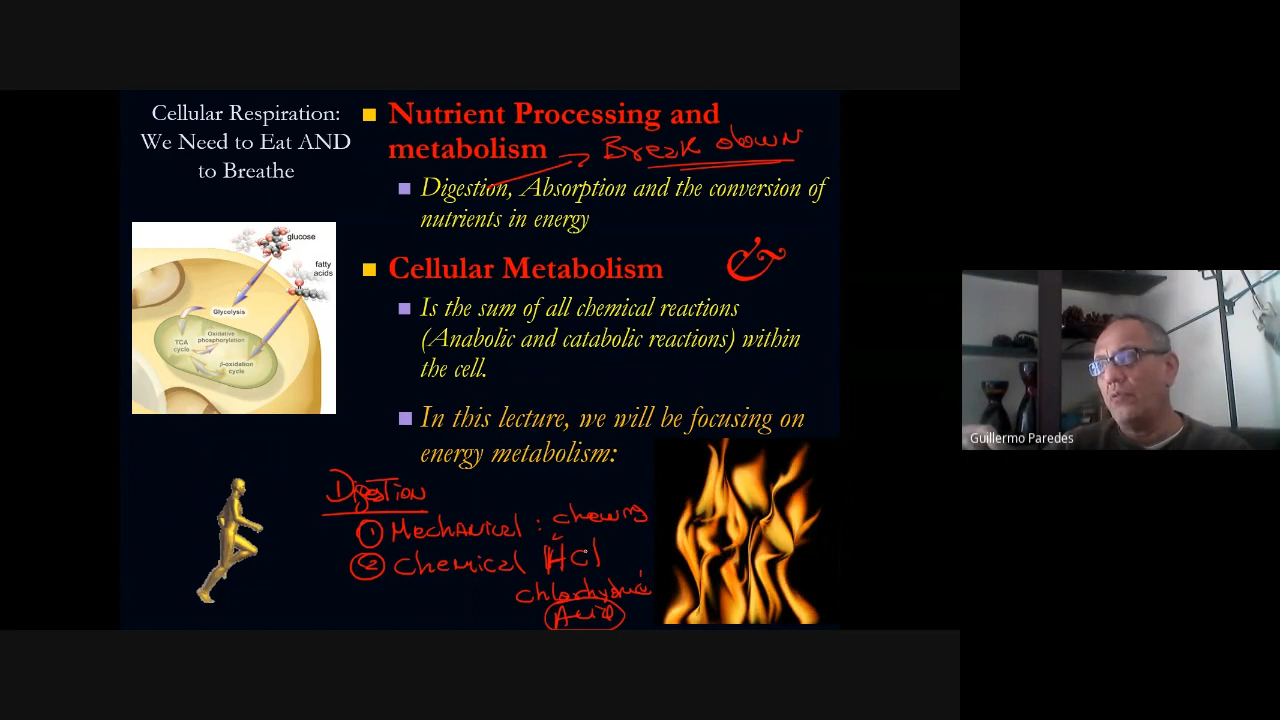 Cellular Respiration:
We Need to Eat AND
to Breathe
Nutrient Processing and
metabolism → Break down
Digestion, Absorption and the conversion of
nutrients in energy
Cellular Metabolism
&
Is the sum of all chemical reactions
(Anabolic and catabolic reactions) within
the cell.
In this lecture, we will be focusing on
energy metabolism:
glucose
fatty
acids
Glycolysis
Oxidative
phosphorylation
TCA
cycle
β-oxidation
cycle
Digestion
① Mechanical : chewing
② Chemical HCl
chlorhydric
Acid
Guillermo Paredes